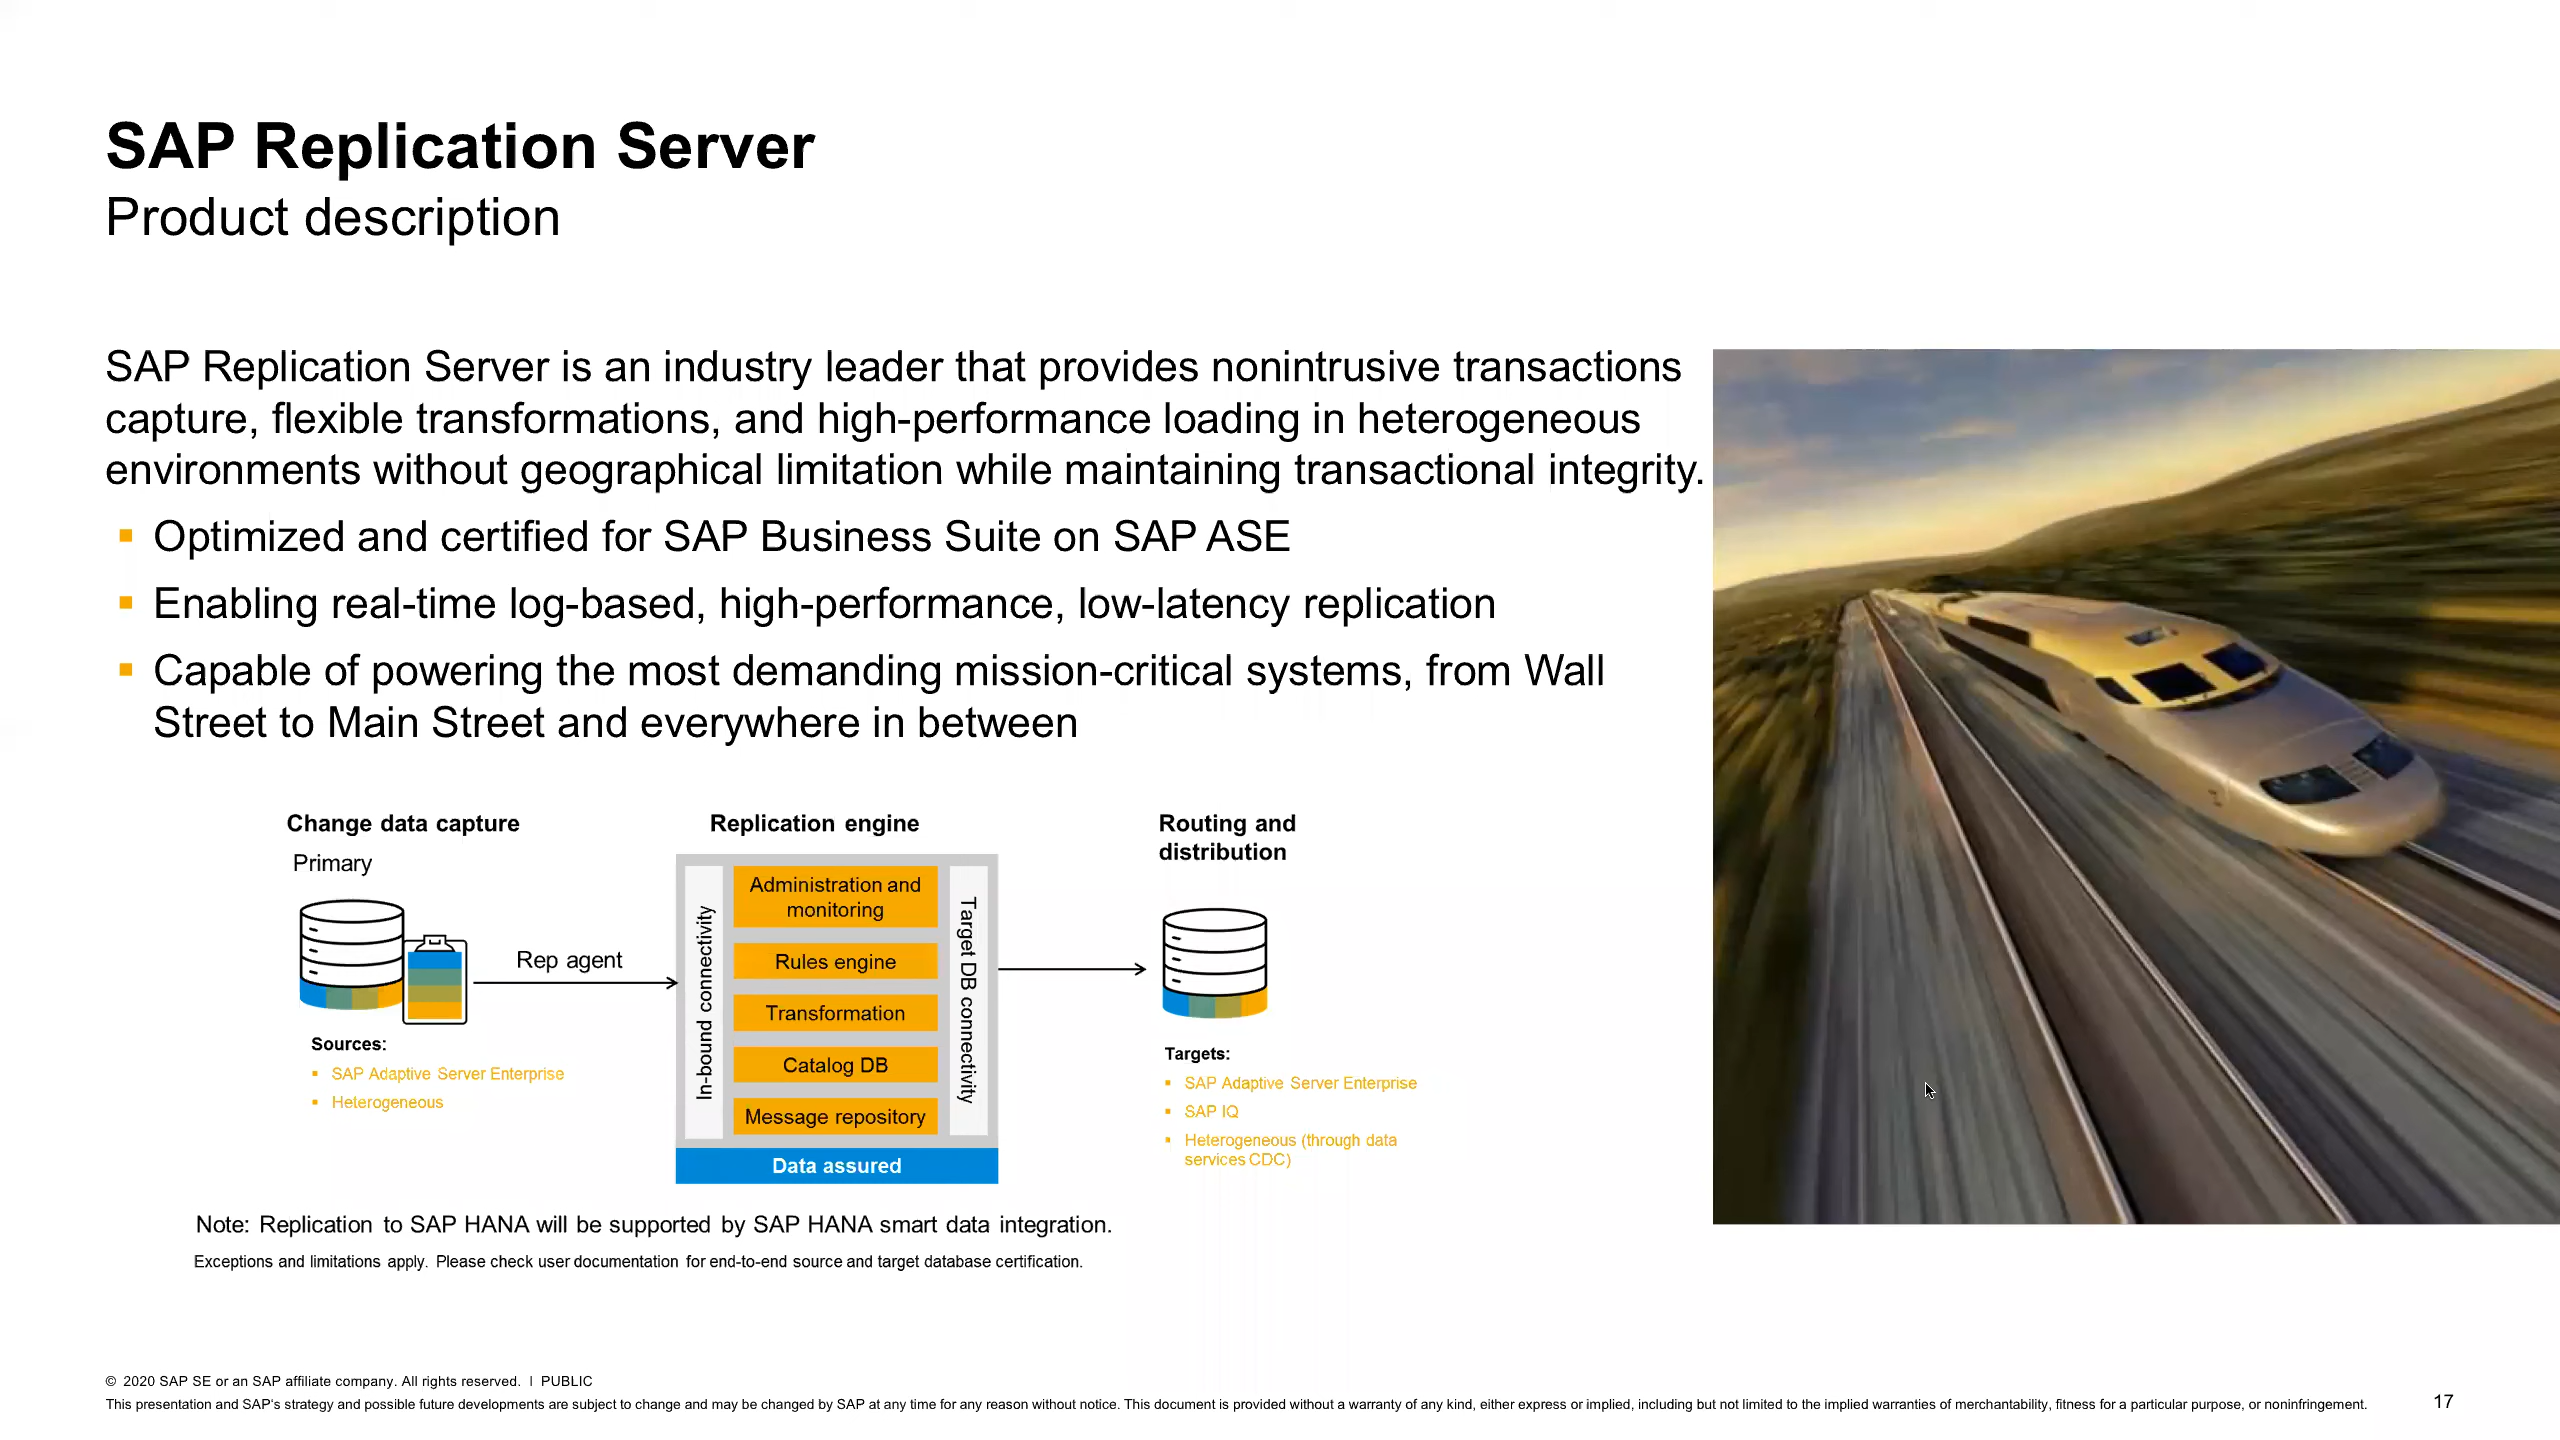 SAP Replication Server
Product description
SAP Replication Server is an industry leader that provides nonintrusive transactions
capture, flexible transformations, and high-performance loading in heterogeneous
environments without geographical limitation while maintaining transactional integrity.
Optimized and certified for SAP Business Suite on SAP ASE
Enabling real-time log-based, high-performance, low-latency replication
Capable of powering the most demanding mission-critical systems, from Wall
Street to Main Street and everywhere in between
Change data capture
Primary
Rep agent
Sources:
SAP Adaptive Server Enterprise
Heterogeneous
Replication engine
In-bound connectivity
Administration and
monitoring
Rules engine
Transformation
Catalog DB
Message repository
Target DB connectivity
Data assured
Routing and
distribution
Targets:
SAP Adaptive Server Enterprise
SAP IQ
Heterogeneous (through data
services CDC)
Note: Replication to SAP HANA will be supported by SAP HANA smart data integration.
Exceptions and limitations apply. Please check user documentation for end-to-end source and target database certification.
© 2020 SAP SE or an SAP affiliate company. All rights reserved. ǀ PUBLIC
This presentation and SAP's strategy and possible future developments are subject to change and may be changed by SAP at any time for any reason without notice. This document is provided without a warranty of any kind, either express or implied, including but not limited to the implied warranties of merchantability, fitness for a particular purpose, or noninfringement.
17